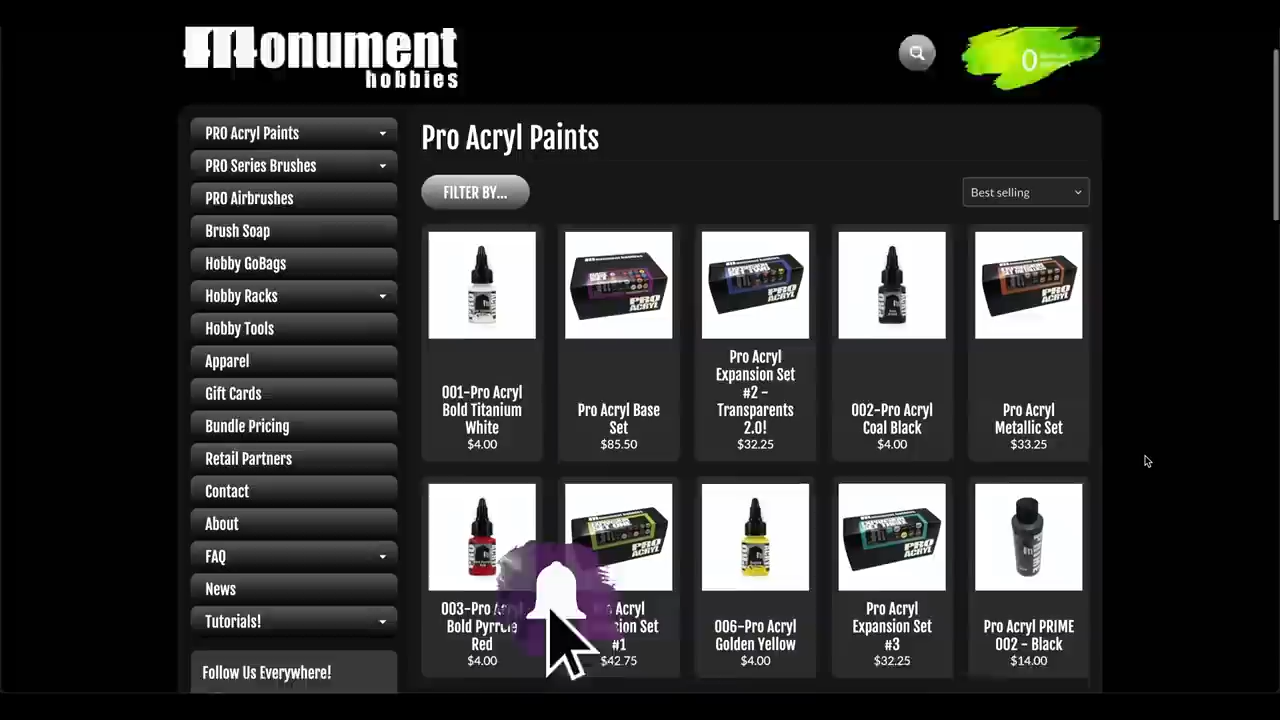 Monument
hobbies
0
PRO Acryl Paints
PRO Series Brushes
PRO Airbrushes
Brush Soap
Hobby GoBags
Hobby Racks
Hobby Tools
Apparel
Gift Cards
Bundle Pricing
Retail Partners
Contact
About
FAQ
News
Tutorials!
Follow Us Everywhere!
Pro Acryl Paints
FILTER BY...
Best selling
001-Pro Acryl
Bold Titanium
White
$4.00
Pro Acryl Base
Set
$85.50
Pro Acryl
Expansion Set
#2 -
Transparents
2.0!
$32.25
002-Pro Acryl
Coal Black
$4.00
Pro Acryl
Metallic Set
$33.25
003-Pro Acryl
Bold Pyrrole
Red
$4.00
Acryl
Set
#1
$42.75
006-Pro Acryl
Golden Yellow
$4.00
Pro Acryl
Expansion Set
#3
$32.25
Pro Acryl PRIME
002 - Black
$14.00